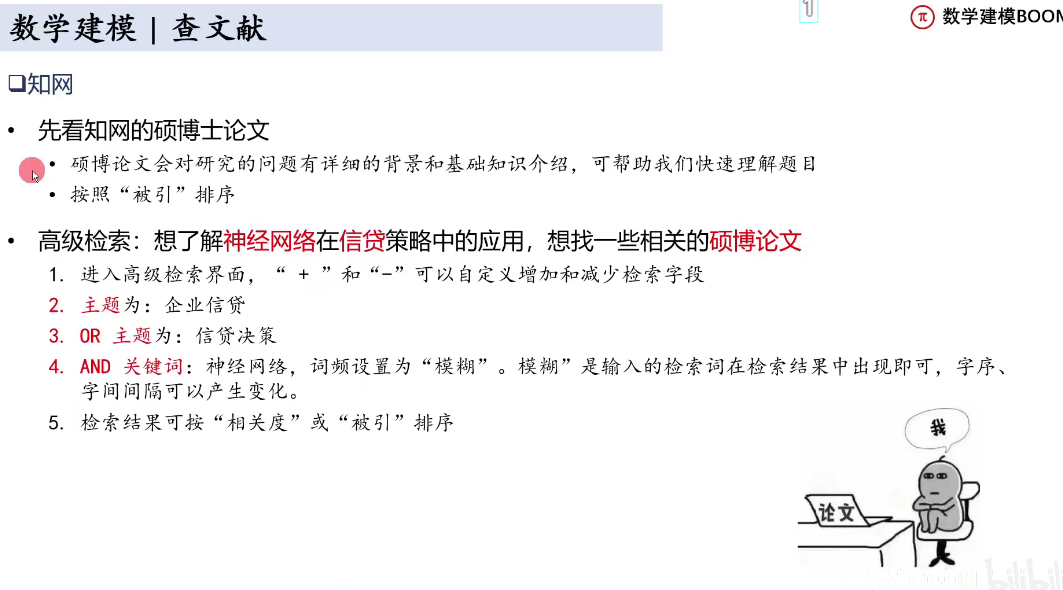 数学建模 | 查文献
1
π 数学建模BOOM
❑知网
• 先看知网的硕博士论文
• 硕博论文会对研究的问题有详细的背景和基础知识介绍，可帮助我们快速理解题目
• 按照“被引”排序
• 高级检索：想了解神经网络在信贷策略中的应用，想找一些相关的硕博论文
1. 进入高级检索界面，“ + ”和“-”可以自定义增加和减少检索字段
2. 主题为：企业信贷
3. OR 主题为：信贷决策
4. AND 关键词：神经网络，词频设置为“模糊”。模糊”是输入的检索词在检索结果中出现即可，字序、
字间间隔可以产生变化。
5. 检索结果可按“相关度”或“被引”排序
我
论文
bilibili